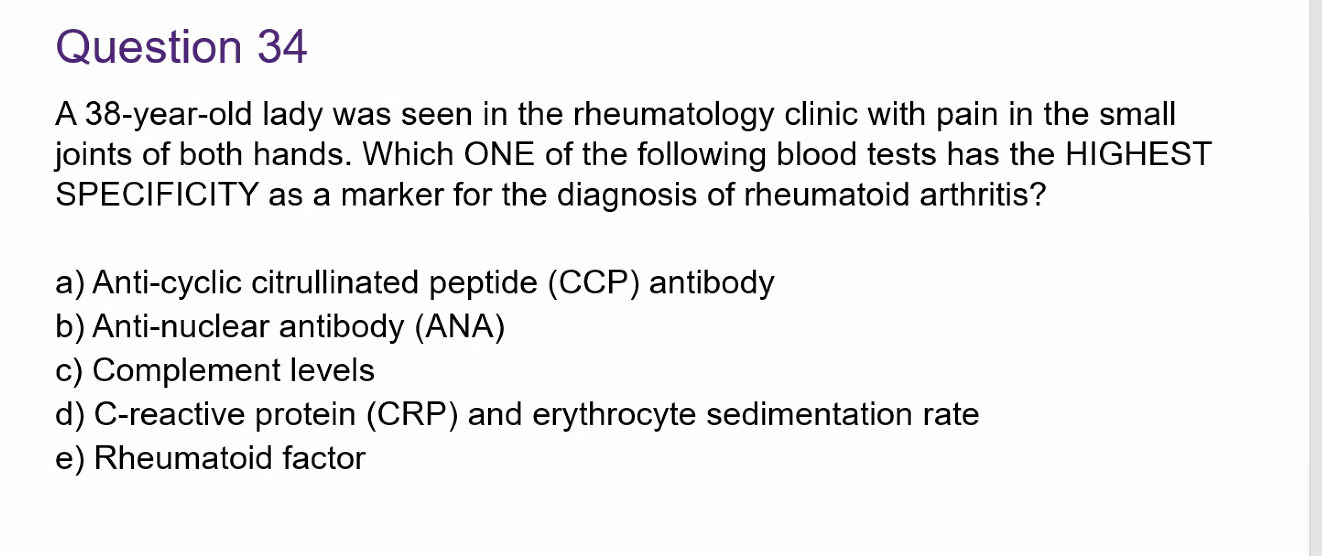 Question 34
A 38-year-old lady was seen in the rheumatology clinic with pain in the small
joints of both hands. Which ONE of the following blood tests has the HIGHEST
SPECIFICITY as a marker for the diagnosis of rheumatoid arthritis?
a) Anti-cyclic citrullinated peptide (CCP) antibody
b) Anti-nuclear antibody (ANA)
c) Complement levels
d) C-reactive protein (CRP) and erythrocyte sedimentation rate
e) Rheumatoid factor